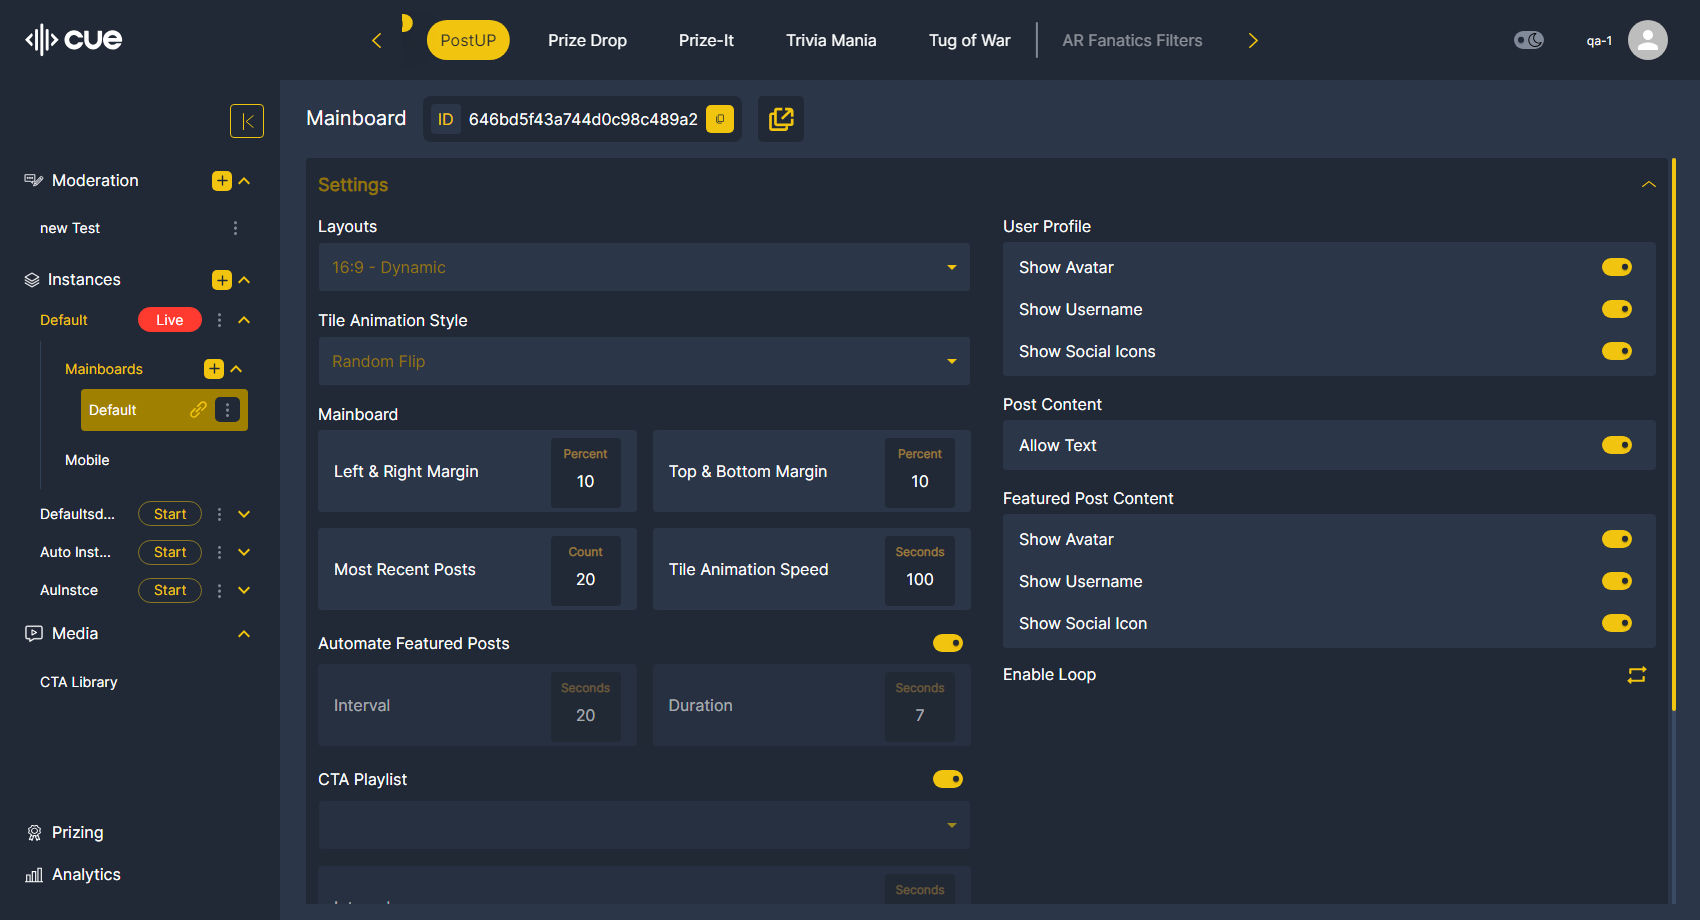 cue
PostUP
Prize Drop
Prize-It
Trivia Mania
Tug of War
AR Fanatics Filters
qa-1
Moderation
new Test
Instances
Default
Live
Mainboards
Default
Mobile
Defaultsd...
Start
Auto Inst...
Start
AuInstce
Start
Media
CTA Library
Prizing
Analytics
Mainboard
ID 646bd5f43a744d0c98c489a2
Settings
Layouts
16:9 - Dynamic
Tile Animation Style
Random Flip
Mainboard
Left & Right Margin
Percent
10
Top & Bottom Margin
Percent
10
Most Recent Posts
Count
20
Tile Animation Speed
Seconds
100
Automate Featured Posts
Interval
Seconds
20
Duration
Seconds
7
CTA Playlist
Seconds
User Profile
Show Avatar
Show Username
Show Social Icons
Post Content
Allow Text
Featured Post Content
Show Avatar
Show Username
Show Social Icon
Enable Loop